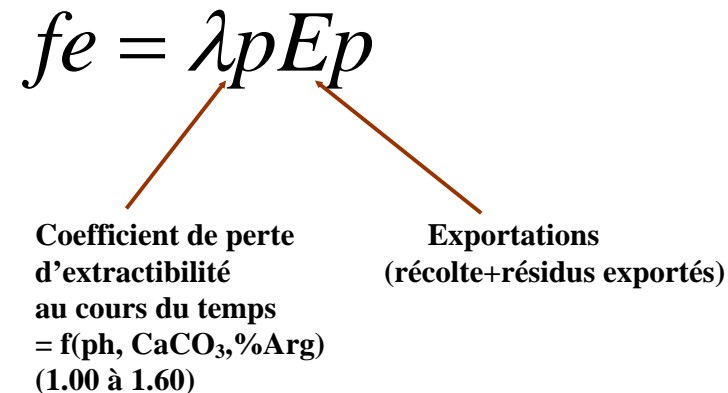 fe = λpEp
Coefficient de perte
d'extractibilité
au cours du temps
= f(ph, CaCO₃,%Arg)
(1.00 à 1.60)
Exportations
(récolte+résidus exportés)